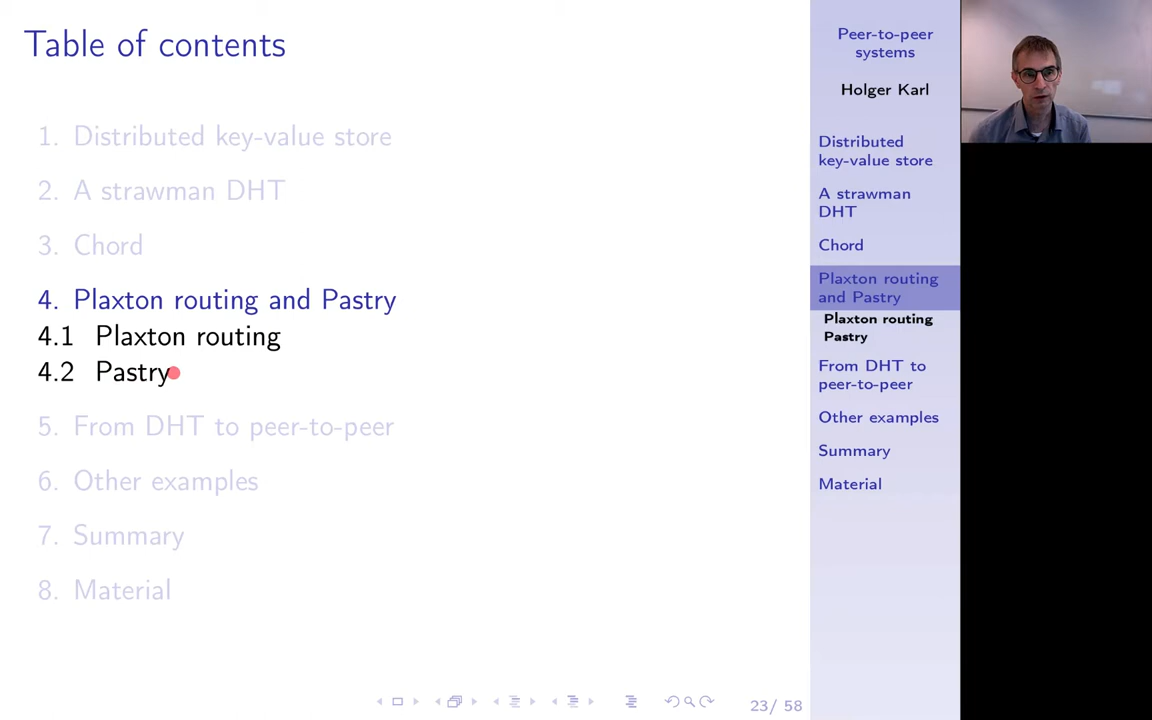 Table of contents
1. Distributed key-value store
2. A strawman DHT
3. Chord
4. Plaxton routing and Pastry
4.1 Plaxton routing
4.2 Pastry
5. From DHT to peer-to-peer
6. Other examples
7. Summary
8. Material
Peer-to-peer
systems
Holger Karl
Distributed
key-value store
A strawman
DHT
Chord
Plaxton routing
and Pastry
Plaxton routing
Pastry
From DHT to
peer-to-peer
Other examples
Summary
Material
23/ 58